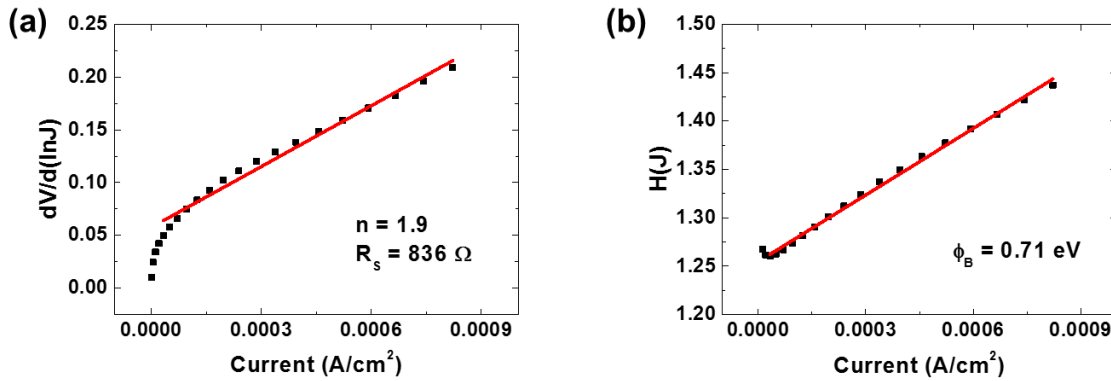 (a)
dV/d(lnJ)
0.25
0.20
0.15
0.10
0.05
0.00
n = 1.9
R_S = 836 Ω
0.0000 0.0003 0.0006 0.0009
Current (A/cm²)
(b)
H(J)
1.45
1.40
1.35
1.30
1.25
1.20
ϕ_B = 0.71 eV
0.0000 0.0003 0.0006 0.0009
Current (A/cm²)